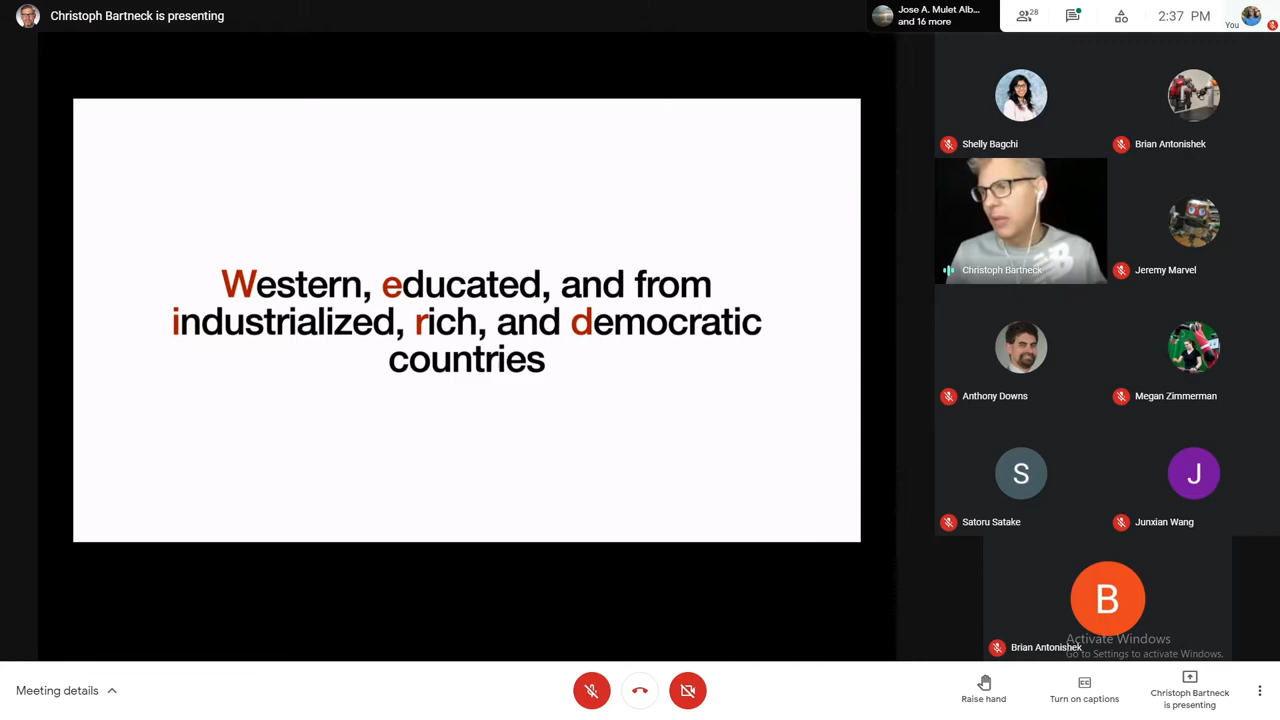 Christoph Bartneck is presenting
Jose A. Mulet Alb...
and 16 more
28
2:37 PM
You
Western, educated, and from
industrialized, rich, and democratic
countries
Shelly Bagchi
Brian Antonishek
Christoph Bartneck
Jeremy Marvel
Anthony Downs
Megan Zimmerman
S
J
Satoru Satake
Junxian Wang
B
Brian Antonishek
Activate Windows
Go to Settings to activate Windows.
Meeting details
Raise hand
Turn on captions
Christoph Bartneck
is presenting